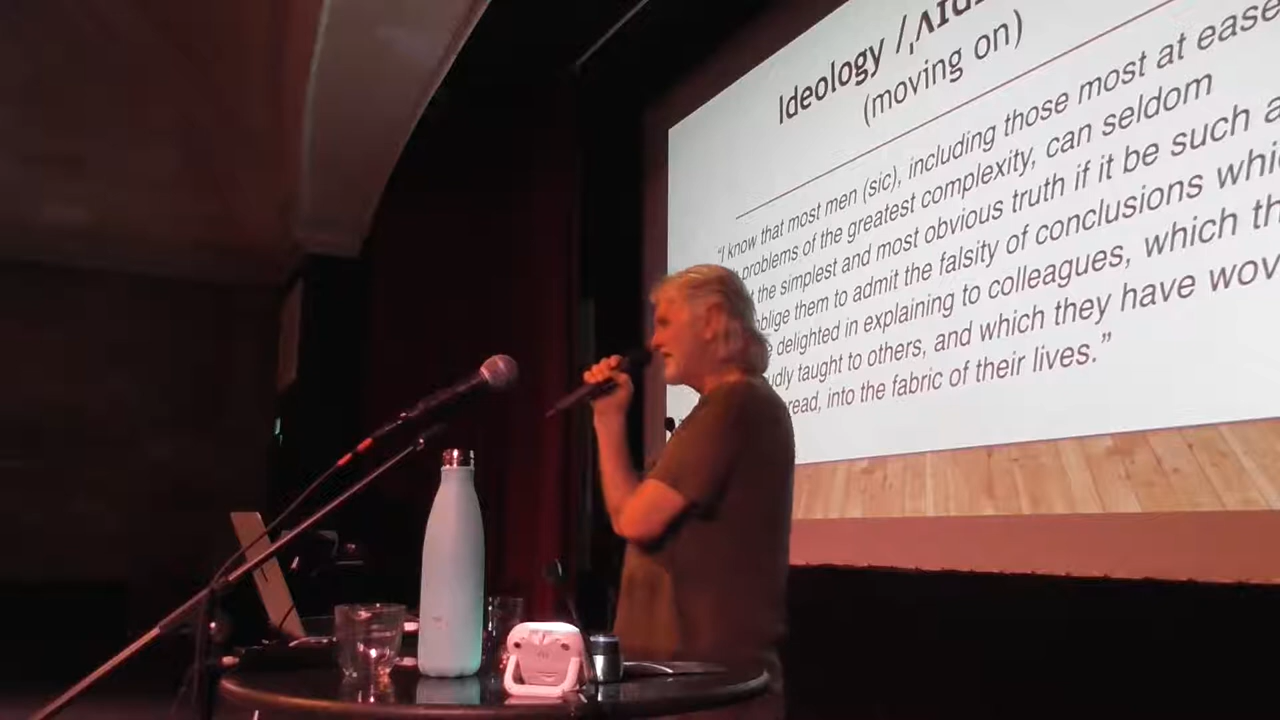 Ideology /ˌʌɪd
(moving on)
“I know that most men (sic), including those most at ease
problems of the greatest complexity, can seldom
the simplest and most obvious truth if it be such a
oblige them to admit the falsity of conclusions whi
delighted in explaining to colleagues, which th
udly taught to others, and which they have wov
read, into the fabric of their lives.”